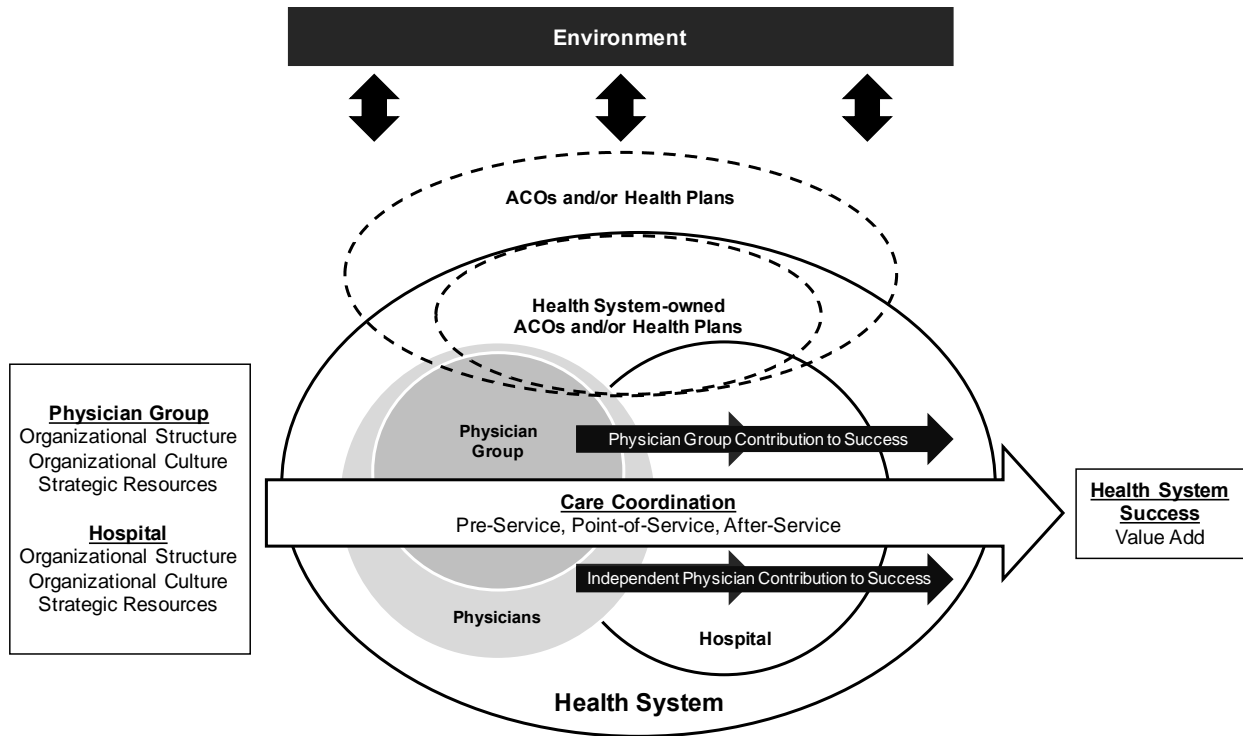 Environment
ACOs and/or Health Plans
Health System-owned
ACOs and/or Health Plans
Physician Group
Organizational Structure
Organizational Culture
Strategic Resources
Hospital
Organizational Structure
Organizational Culture
Strategic Resources
Physician
Group
Physician Group Contribution to Success
Care Coordination
Pre-Service, Point-of-Service, After-Service
Independent Physician Contribution to Success
Physicians
Hospital
Health System
Health System
Success
Value Add